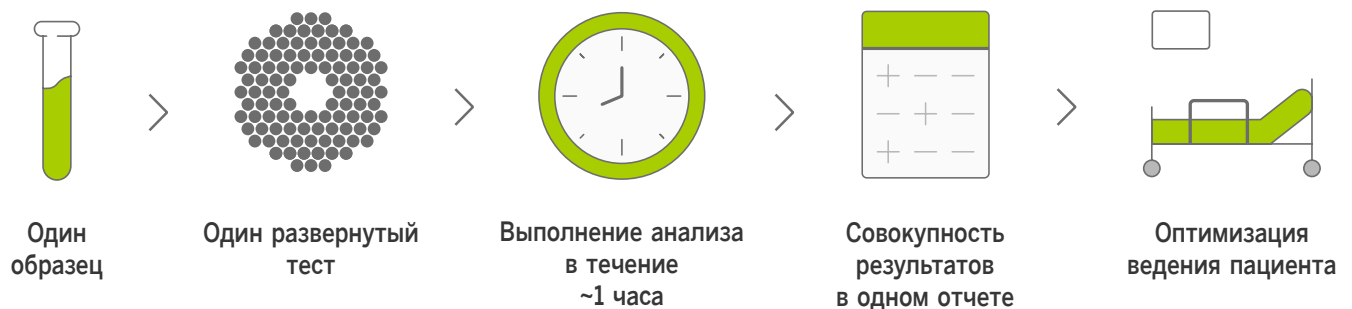 Один
образец
Один развернутый
тест
Выполнение анализа
в течение
~1 часа
Совокупность
результатов
в одном отчете
Оптимизация
ведения пациента